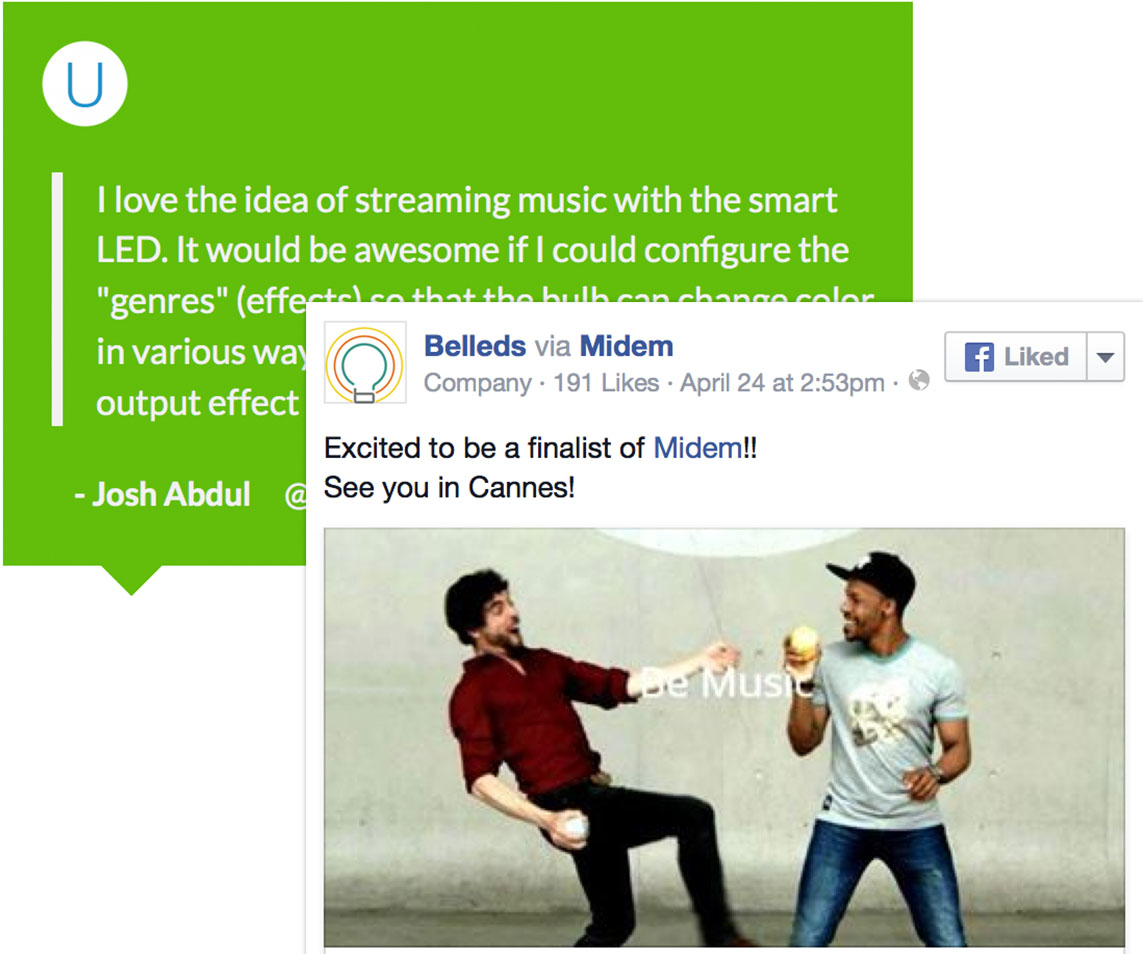 U
I love the idea of streaming music with the smart
LED. It would be awesome if I could configure the
"genres" (effects) so that the bulb can change color
in various way
output effect
- Josh Abdul @
Belleds via Midem
Company · 191 Likes · April 24 at 2:53pm ·
f Liked
Excited to be a finalist of Midem!!
See you in Cannes!
Be Music